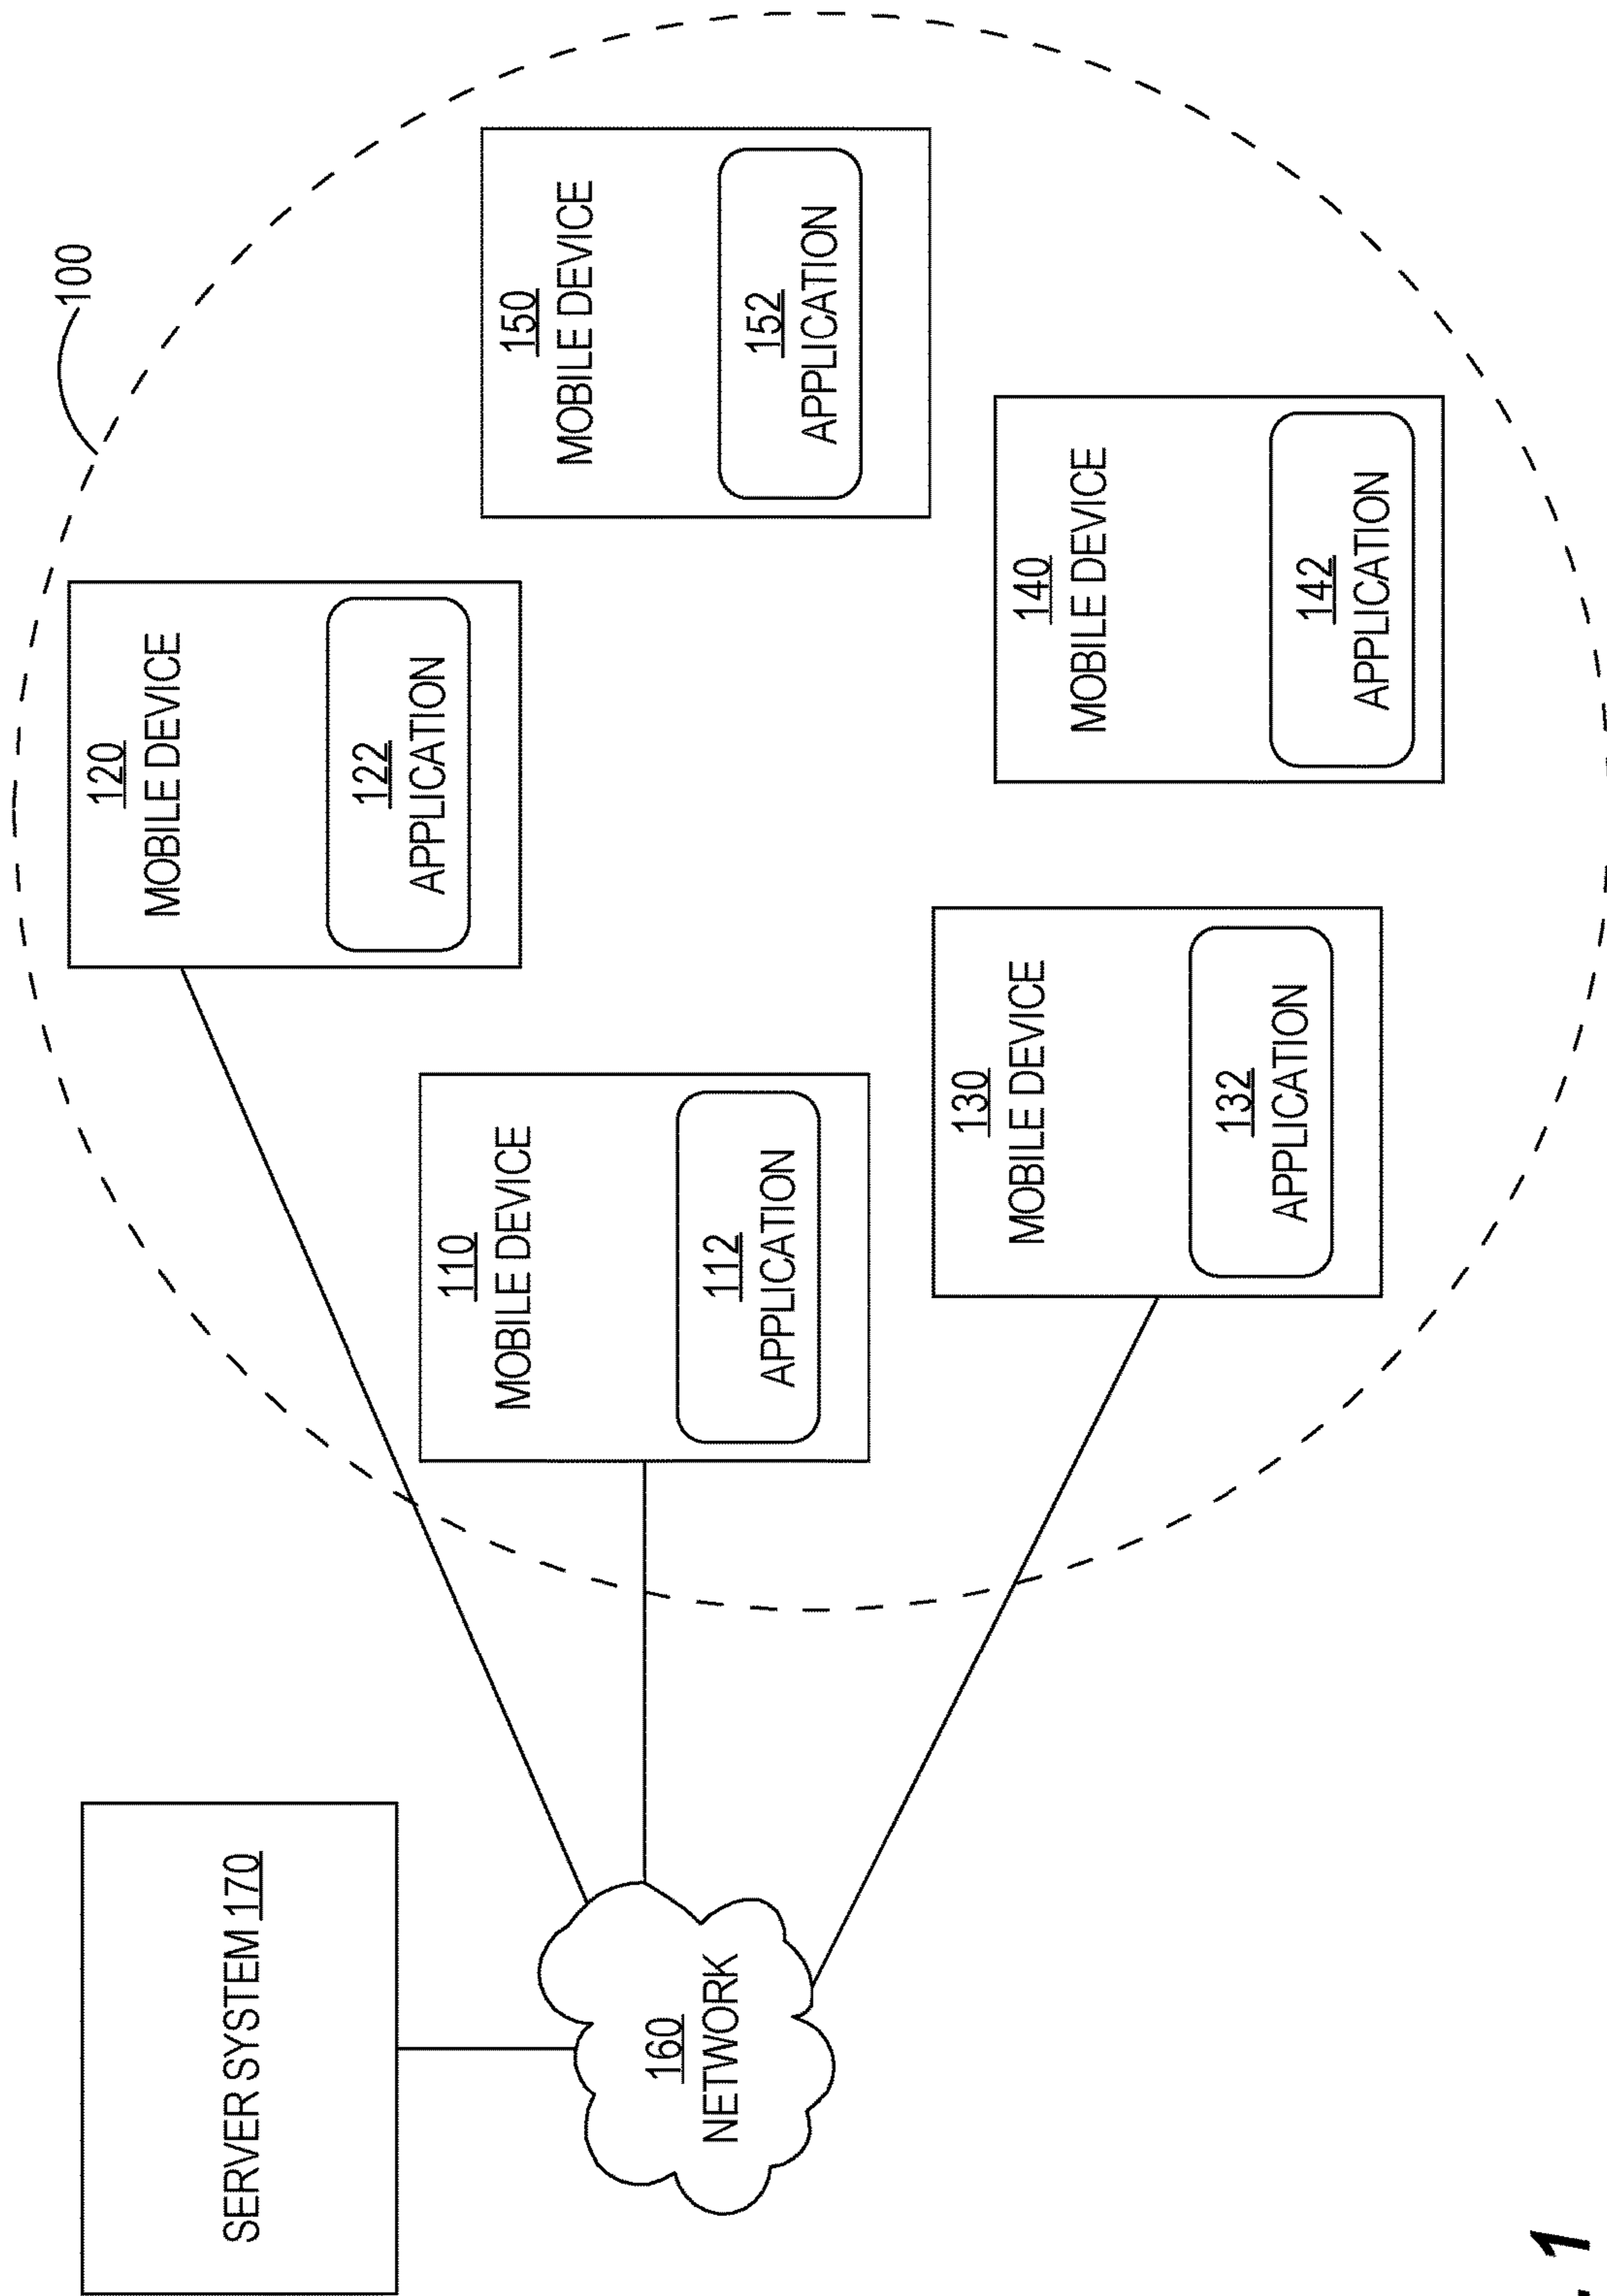 SERVER SYSTEM 170
160
NETWORK
100
120
MOBILE DEVICE
122
APPLICATION
110
MOBILE DEVICE
112
APPLICATION
150
MOBILE DEVICE
152
APPLICATION
130
MOBILE DEVICE
132
APPLICATION
140
MOBILE DEVICE
142
APPLICATION
1